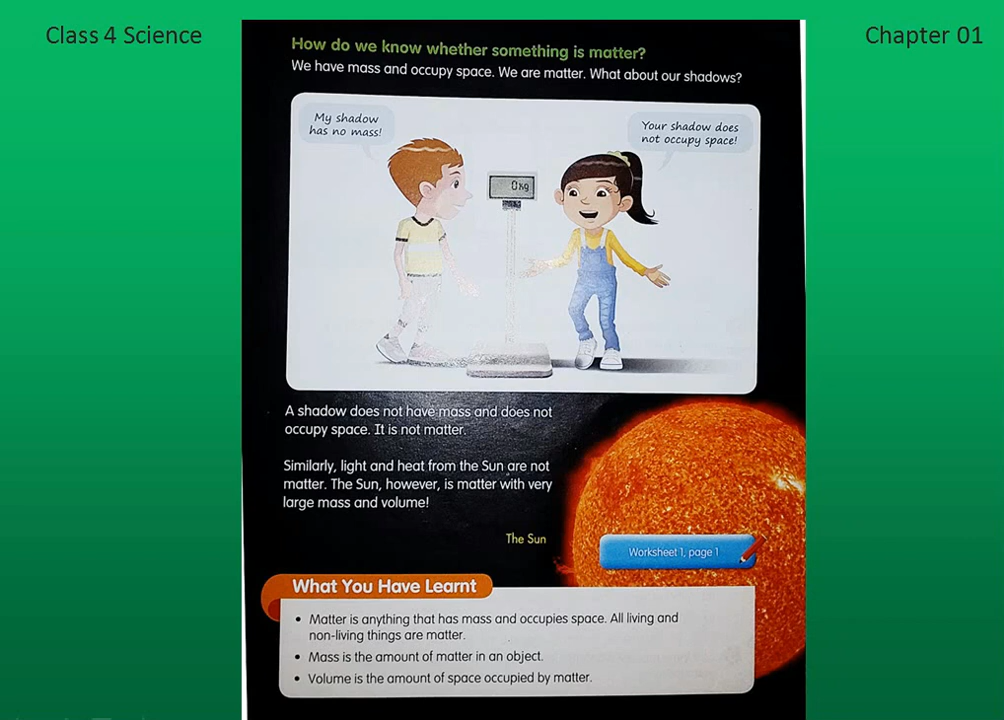 Class 4 Science
Chapter 01
How do we know whether something is matter?
We have mass and occupy space. We are matter. What about our shadows?
My shadow
has no mass!
Your shadow does
not occupy space!
0kg
A shadow does not have mass and does not
occupy space. It is not matter.
Similarly, light and heat from the Sun are not
matter. The Sun, however, is matter with very
large mass and volume!
The Sun
Worksheet 1, page 1
What You Have Learnt
• Matter is anything that has mass and occupies space. All living and
non-living things are matter.
• Mass is the amount of matter in an object.
• Volume is the amount of space occupied by matter.